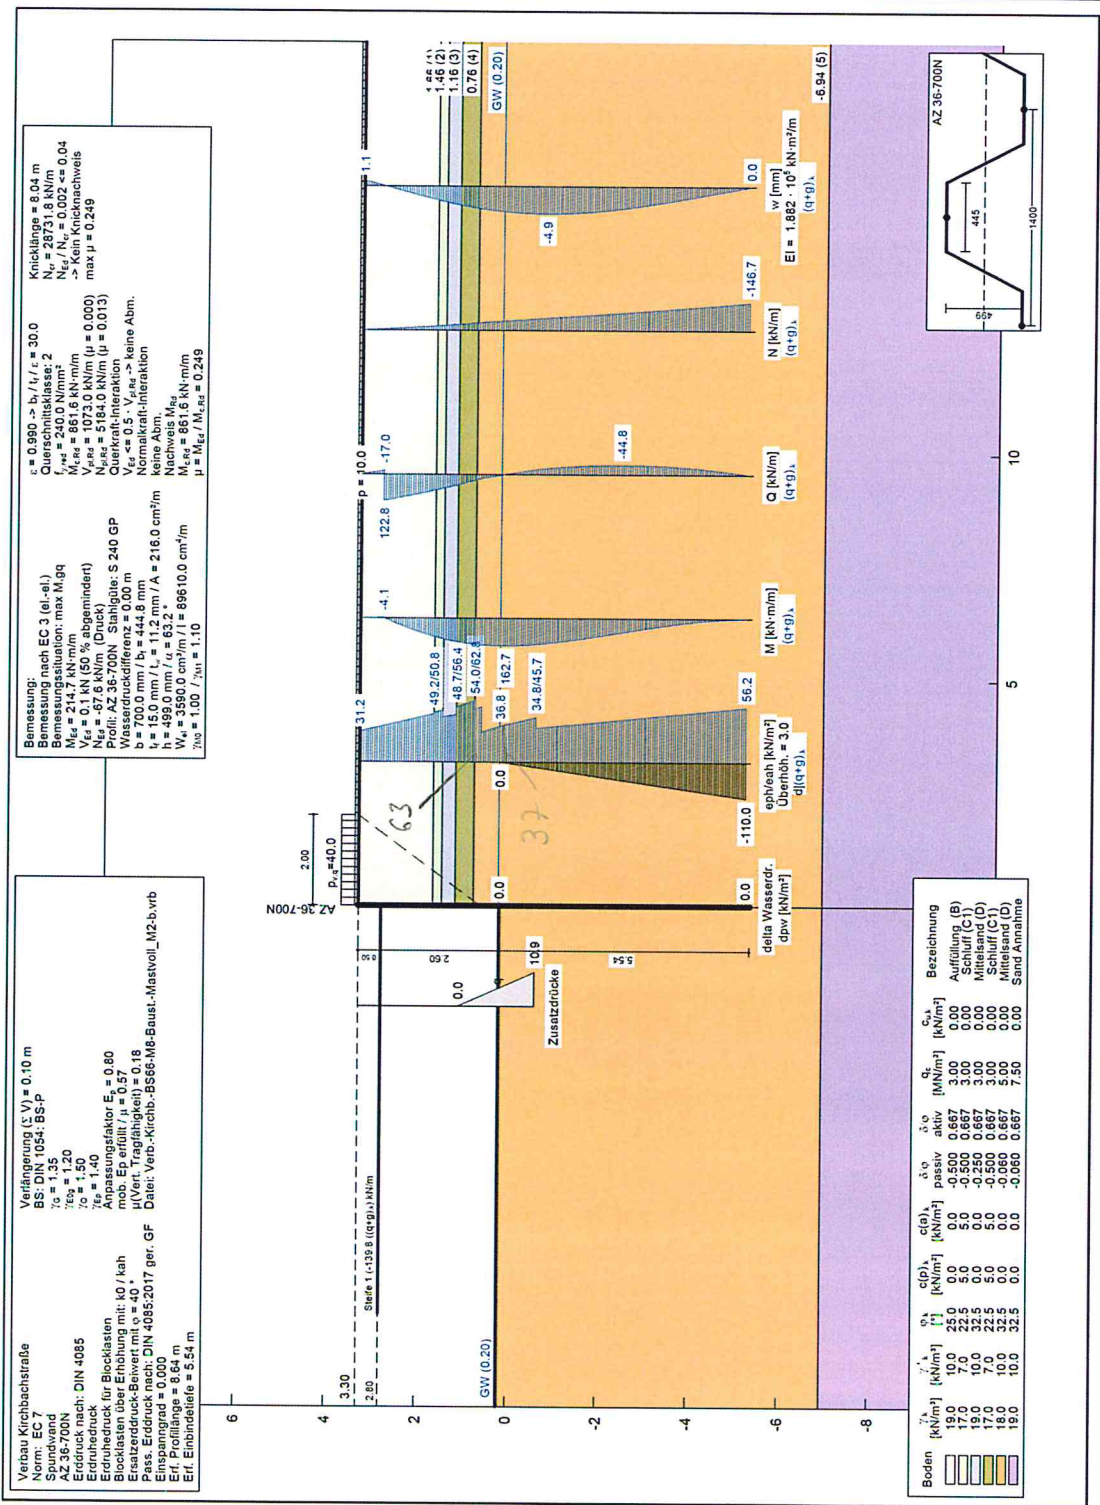 Verbau Kirchbachstraße
Norm: EC 7
Spundwand
AZ 36-700N
Erddruck nach: DIN 4085
Erdruhedruck
Erdruhedruck für Blocklasten
Blocklasten über Erhöhung mit: k0 / kah
Ersatzerddruck-Beiwert mit φ = 40 °
Pass. Erddruck nach: DIN 4085:2017 ger. GF
Einspanngrad = 0.000
Erf. Profillänge = 8.64 m
Erf. Einbindetiefe = 5.54 m
Verlängerung (Σ V) = 0.10 m
BS: DIN 1054: BS-P
γG = 1.35
γE0g = 1.20
γQ = 1.50
γEp = 1.40
Anpassungsfaktor Ep = 0.80
mob. Ep erfüllt / μ = 0.57
μ(Vert. Tragfähigkeit) = 0.18
Datei: Verb.-Kirchb.-BS66-M8-Baust.-Mastvoll_M2-b.vrb
Bemessung:
Bemessung nach EC 3 (el.-el.)
Bemessungssituation: max M,gq
MEd = 214.7 kN·m/m
VEd = 0.1 kN (50 % abgemindert)
NEd = -67.6 kN/m (Druck)
Profil: AZ 36-700N Stahlgüte: S 240 GP
Wasserdruckdifferenz = 0.00 m
b = 700.0 mm / bf = 444.8 mm
tf = 15.0 mm / tw = 11.2 mm / A = 216.0 cm²/m
h = 499.0 mm / α = 63.2 °
Wel = 3590.0 cm³/m / I = 89610.0 cm⁴/m
γM0 = 1.00 / γM1 = 1.10
ε = 0.990 -> bf / tf / ε = 30.0
Querschnittsklasse: 2
fy,red = 240.0 N/mm²
Mc,Rd = 861.6 kN·m/m
Vpl,Rd = 1073.0 kN/m (μ = 0.000)
Npl,Rd = 5184.0 kN/m (μ = 0.013)
Querkraft-Interaktion
VEd <= 0.5 · Vpl,Rd -> keine Abm.
Normalkraft-Interaktion
keine Abm.
Nachweis MRd
Mc,Rd = 861.6 kN·m/m
μ = MEd / Mc,Rd = 0.249
Knicklänge = 8.04 m
Ncr = 28731.8 kN/m
NEd / Ncr = 0.002 <= 0.04
-> Kein Knicknachweis
max μ = 0.249
6
4
2
0
-2
-4
-6
-8
5
10
3.30
2.80
Steife 1 (-139.8 ((q+g)k) kN/m
GW (0.20)
AZ 36-700N
0.50
2.60
5.54
0.0
10.9
Zusatzdrücke
2.00
pv,q=40.0
p = 10.0
63
37
0.0
0.0
delta Wasserdr.
dpw [kN/m²]
31.2
49.2/50.8
48.7/56.4
54.0/62.8
36.8
34.8/45.7
0.0
56.2
-110.0
eph/eah [kN/m²]
Überhöh. = 3.0
d[(q+g)k
-4.1
162.7
M [kN·m/m]
(q+g)k
122.8
-17.0
-44.8
Q [kN/m]
(q+g)k
-146.7
N [kN/m]
(q+g)k
1.1
-4.9
0.0
w [mm]
EI = 1.882 · 10⁵ kN·m²/m
(q+g)k
1.46 (2)
1.16 (3)
0.76 (4)
GW (0.20)
-6.94 (5)
AZ 36-700N
445
499
1400
Boden γk [kN/m³] γ'k [kN/m³] φk [°] c(p)k [kN/m²] c(a)k [kN/m²] δ/φ passiv δ/φ aktiv qc [MN/m²] cu,k [kN/m²] Bezeichnung
19.0 10.0 25.0 0.0 0.0 -0.500 0.667 3.00 0.00 Auffüllung (B)
17.0 7.0 22.5 5.0 5.0 -0.500 0.667 3.00 0.00 Schluff (C1)
19.0 10.0 32.5 0.0 0.0 -0.250 0.667 3.00 0.00 Mittelsand (D)
17.0 7.0 22.5 5.0 5.0 -0.500 0.667 3.00 0.00 Schluff (C1)
18.0 10.0 32.5 0.0 0.0 -0.060 0.667 5.00 0.00 Mittelsand (D)
19.0 10.0 32.5 0.0 0.0 -0.060 0.667 7.50 0.00 Sand Annahme